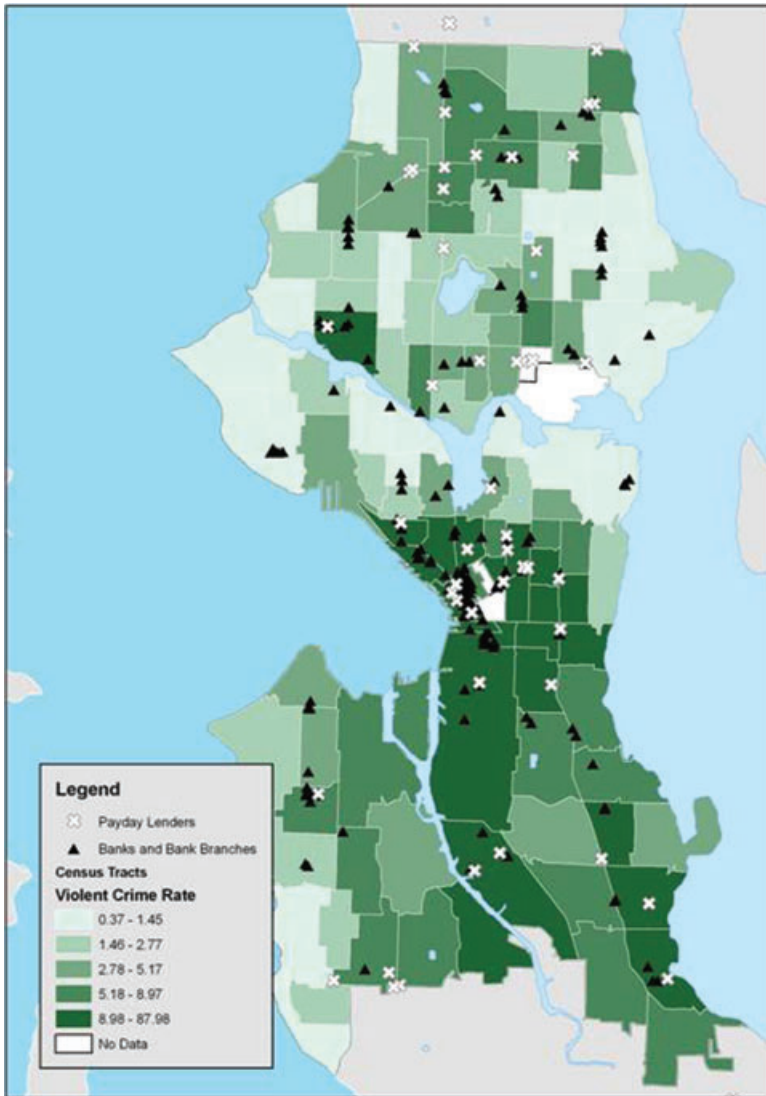 Legend
Payday Lenders
Banks and Bank Branches
Census Tracts
Violent Crime Rate
0.37 - 1.45
1.46 - 2.77
2.78 - 5.17
5.18 - 8.97
8.98 - 87.98
No Data